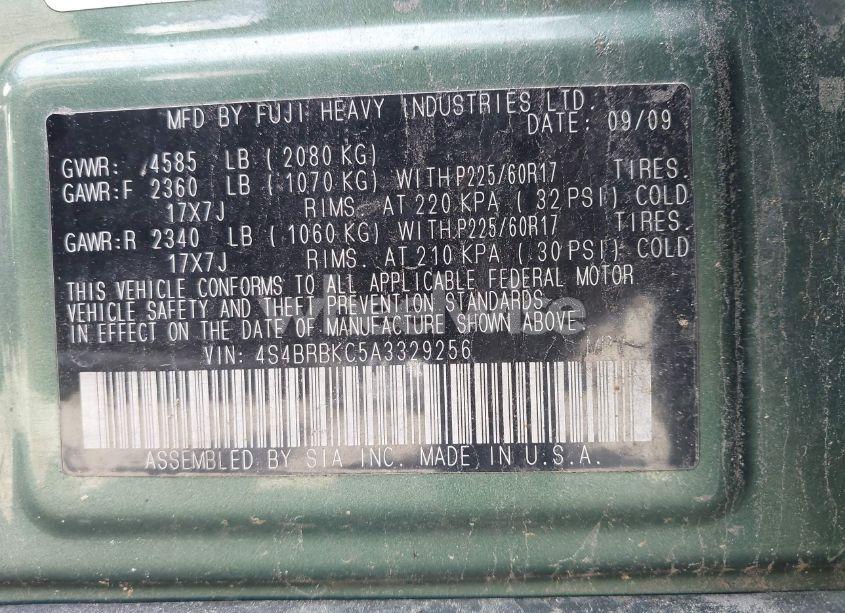 MFD BY FUJI HEAVY INDUSTRIES LTD.
DATE: 09/09
GVWR: 4585 LB ( 2080 KG)
GAWR:F 2360 LB ( 1070 KG) WITH P225/60R17 TIRES.
17X7J RIMS. AT 220 KPA ( 32 PSI) COLD
GAWR:R 2340 LB ( 1060 KG) WITH P225/60R17 TIRES.
17X7J RIMS. AT 210 KPA ( 30 PSI) COLD
THIS VEHICLE CONFORMS TO ALL APPLICABLE FEDERAL MOTOR
VEHICLE SAFETY AND THEFT PREVENTION STANDARDS
IN EFFECT ON THE DATE OF MANUFACTURE SHOWN ABOVE
VIN: 4S4BRBKC5A3329256
ASSEMBLED BY SIA INC. MADE IN U.S.A.